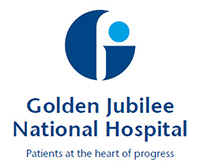 Golden Jubilee
National Hospital
Patients at the heart of progress